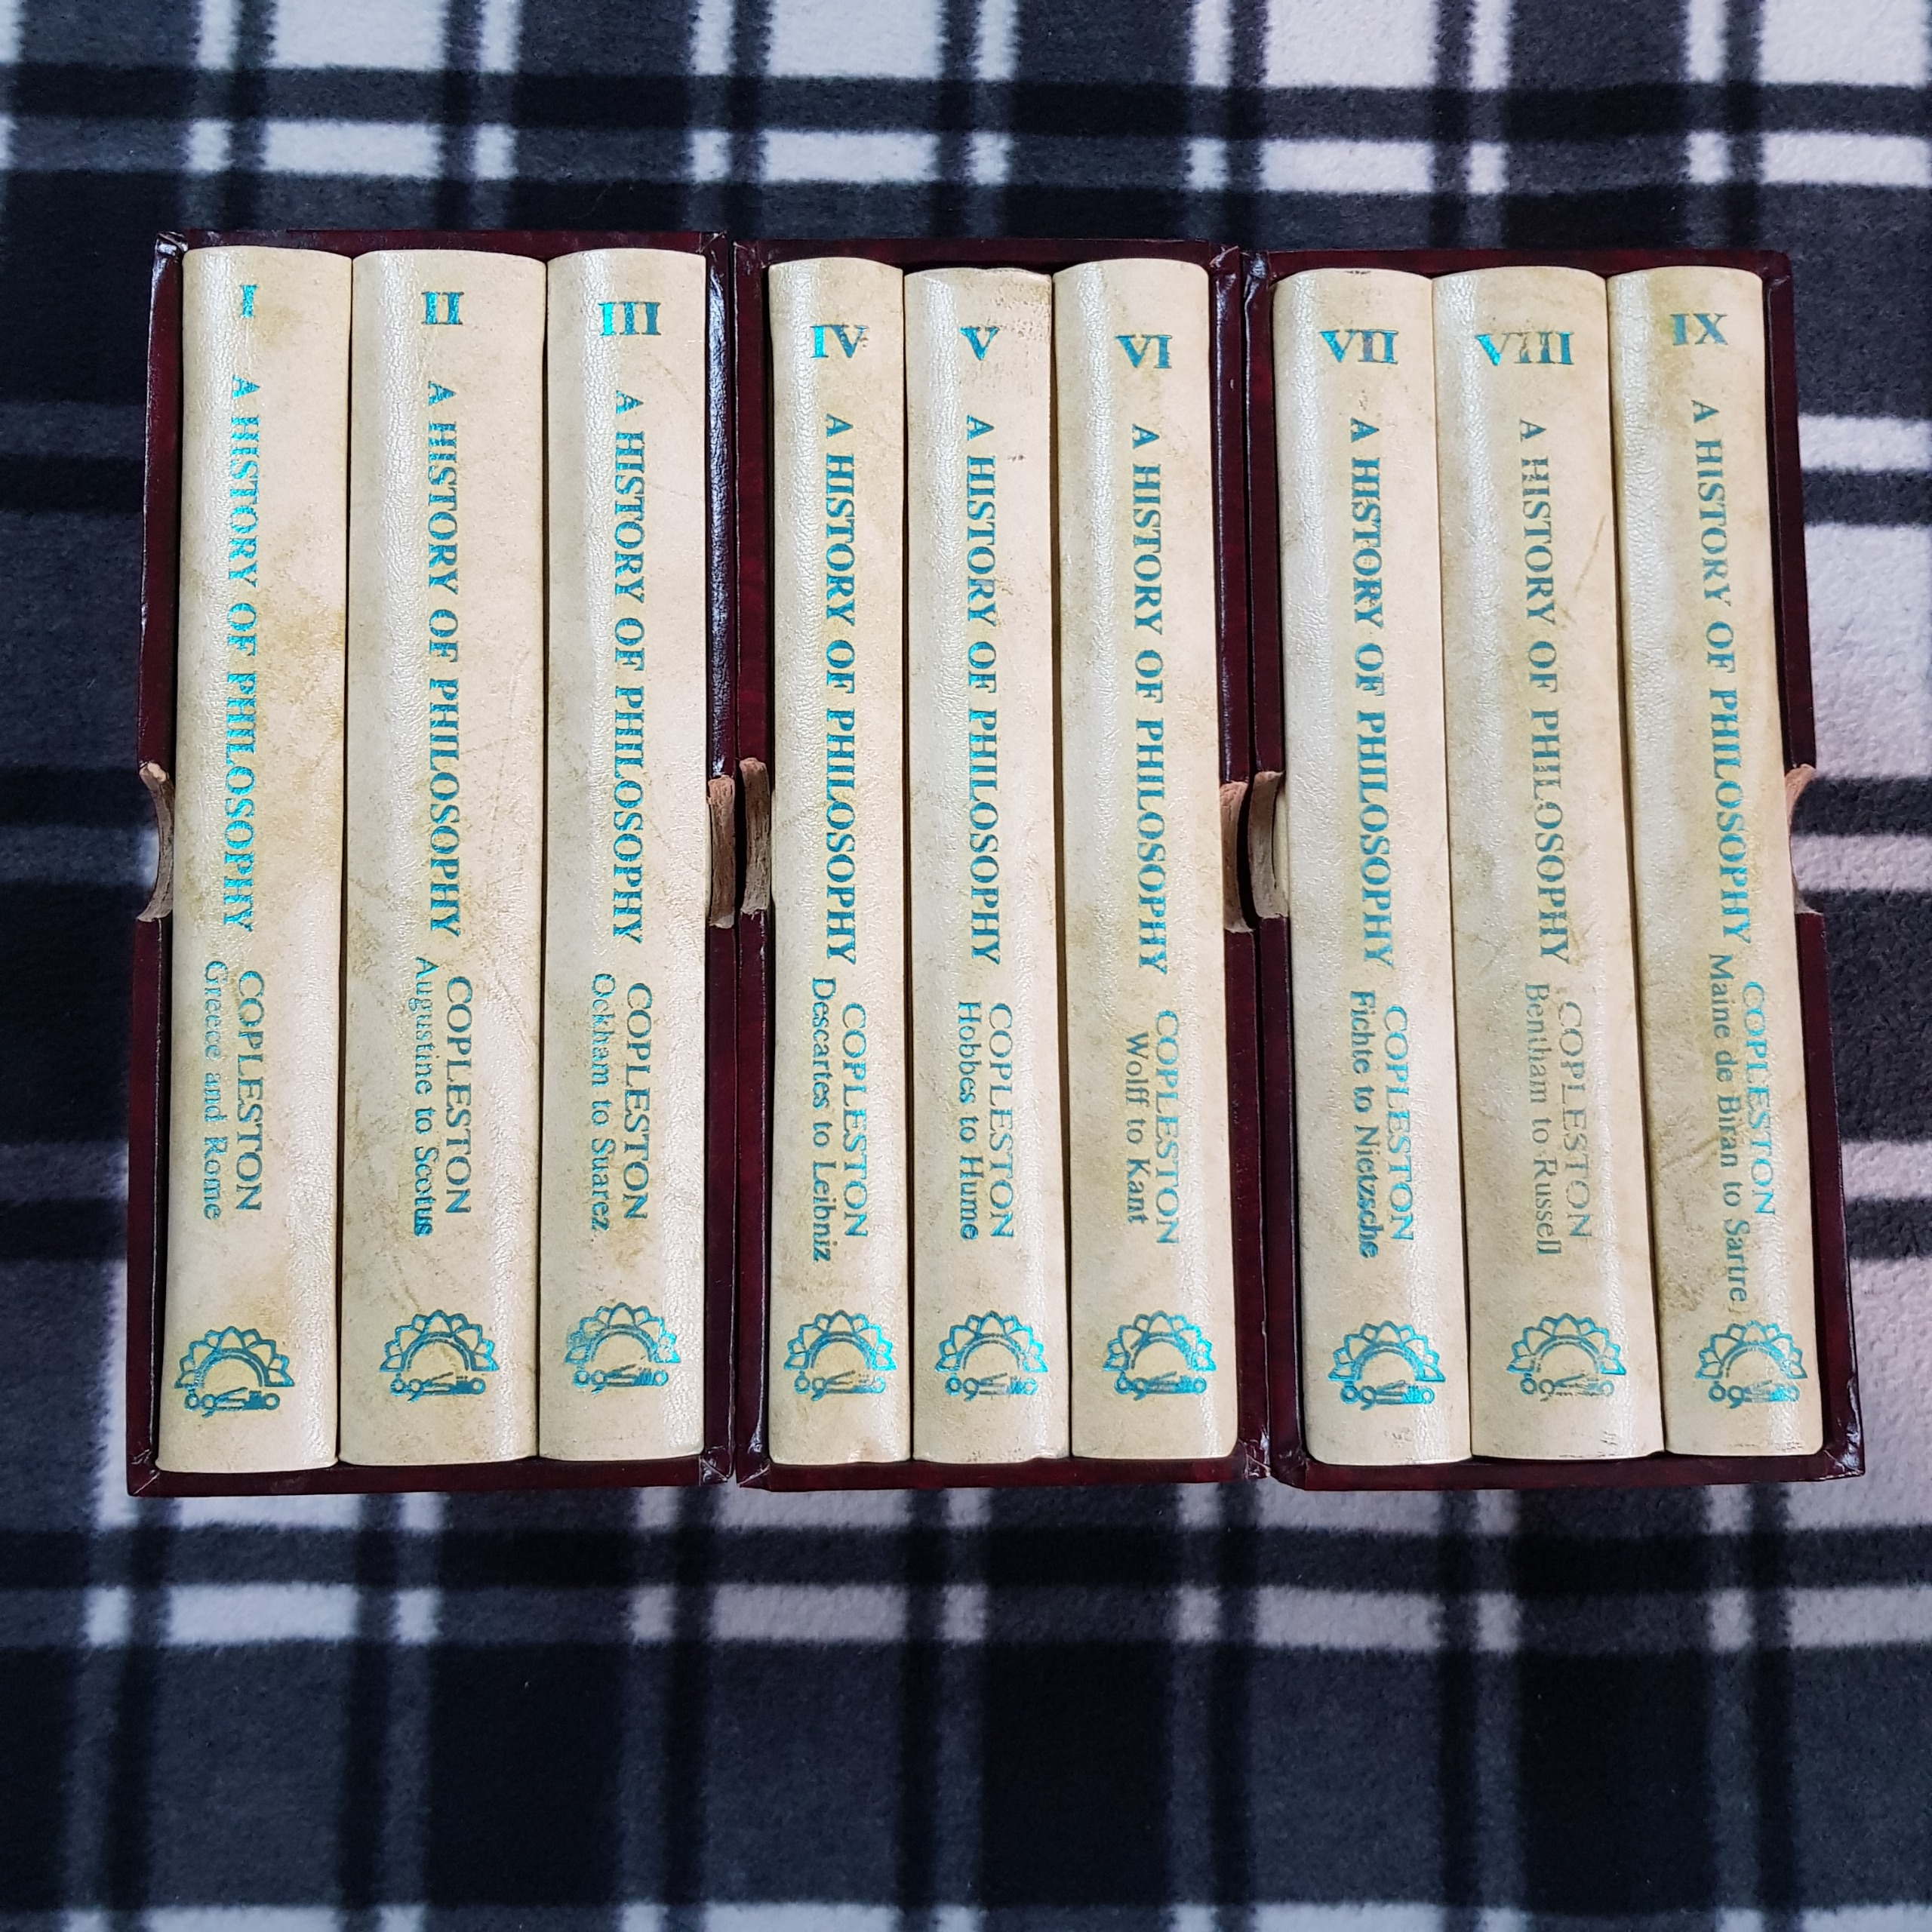 I
A HISTORY OF PHILOSOPHY
COPLESTON
Greece and Rome
II
A HISTORY OF PHILOSOPHY
COPLESTON
Augustine to Scotus
III
A HISTORY OF PHILOSOPHY
COPLESTON
Ockham to Suarez
IV
A HISTORY OF PHILOSOPHY
COPLESTON
Descartes to Leibniz
V
A HISTORY OF PHILOSOPHY
COPLESTON
Hobbes to Hume
VI
A HISTORY OF PHILOSOPHY
COPLESTON
Wolff to Kant
VII
A HISTORY OF PHILOSOPHY
COPLESTON
Fichte to Nietzsche
VIII
A HISTORY OF PHILOSOPHY
COPLESTON
Bentham to Russell
IX
A HISTORY OF PHILOSOPHY
COPLESTON
Maine de Biran to Sartre